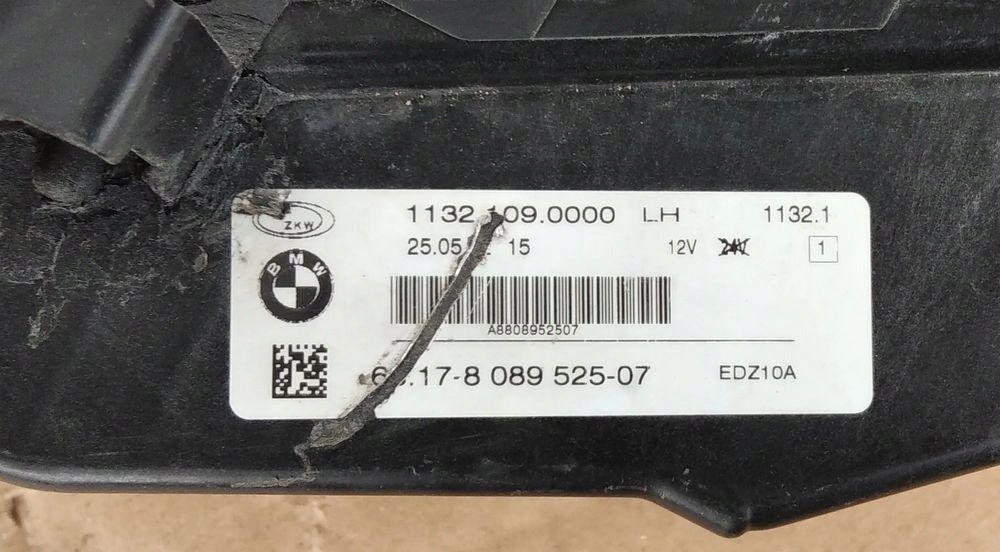 ZKW
1132.109.0000 LH 1132.1
25.05 15 12V 24V 1
BMW
A8808952507
17-8 089 525-07 EDZ10A